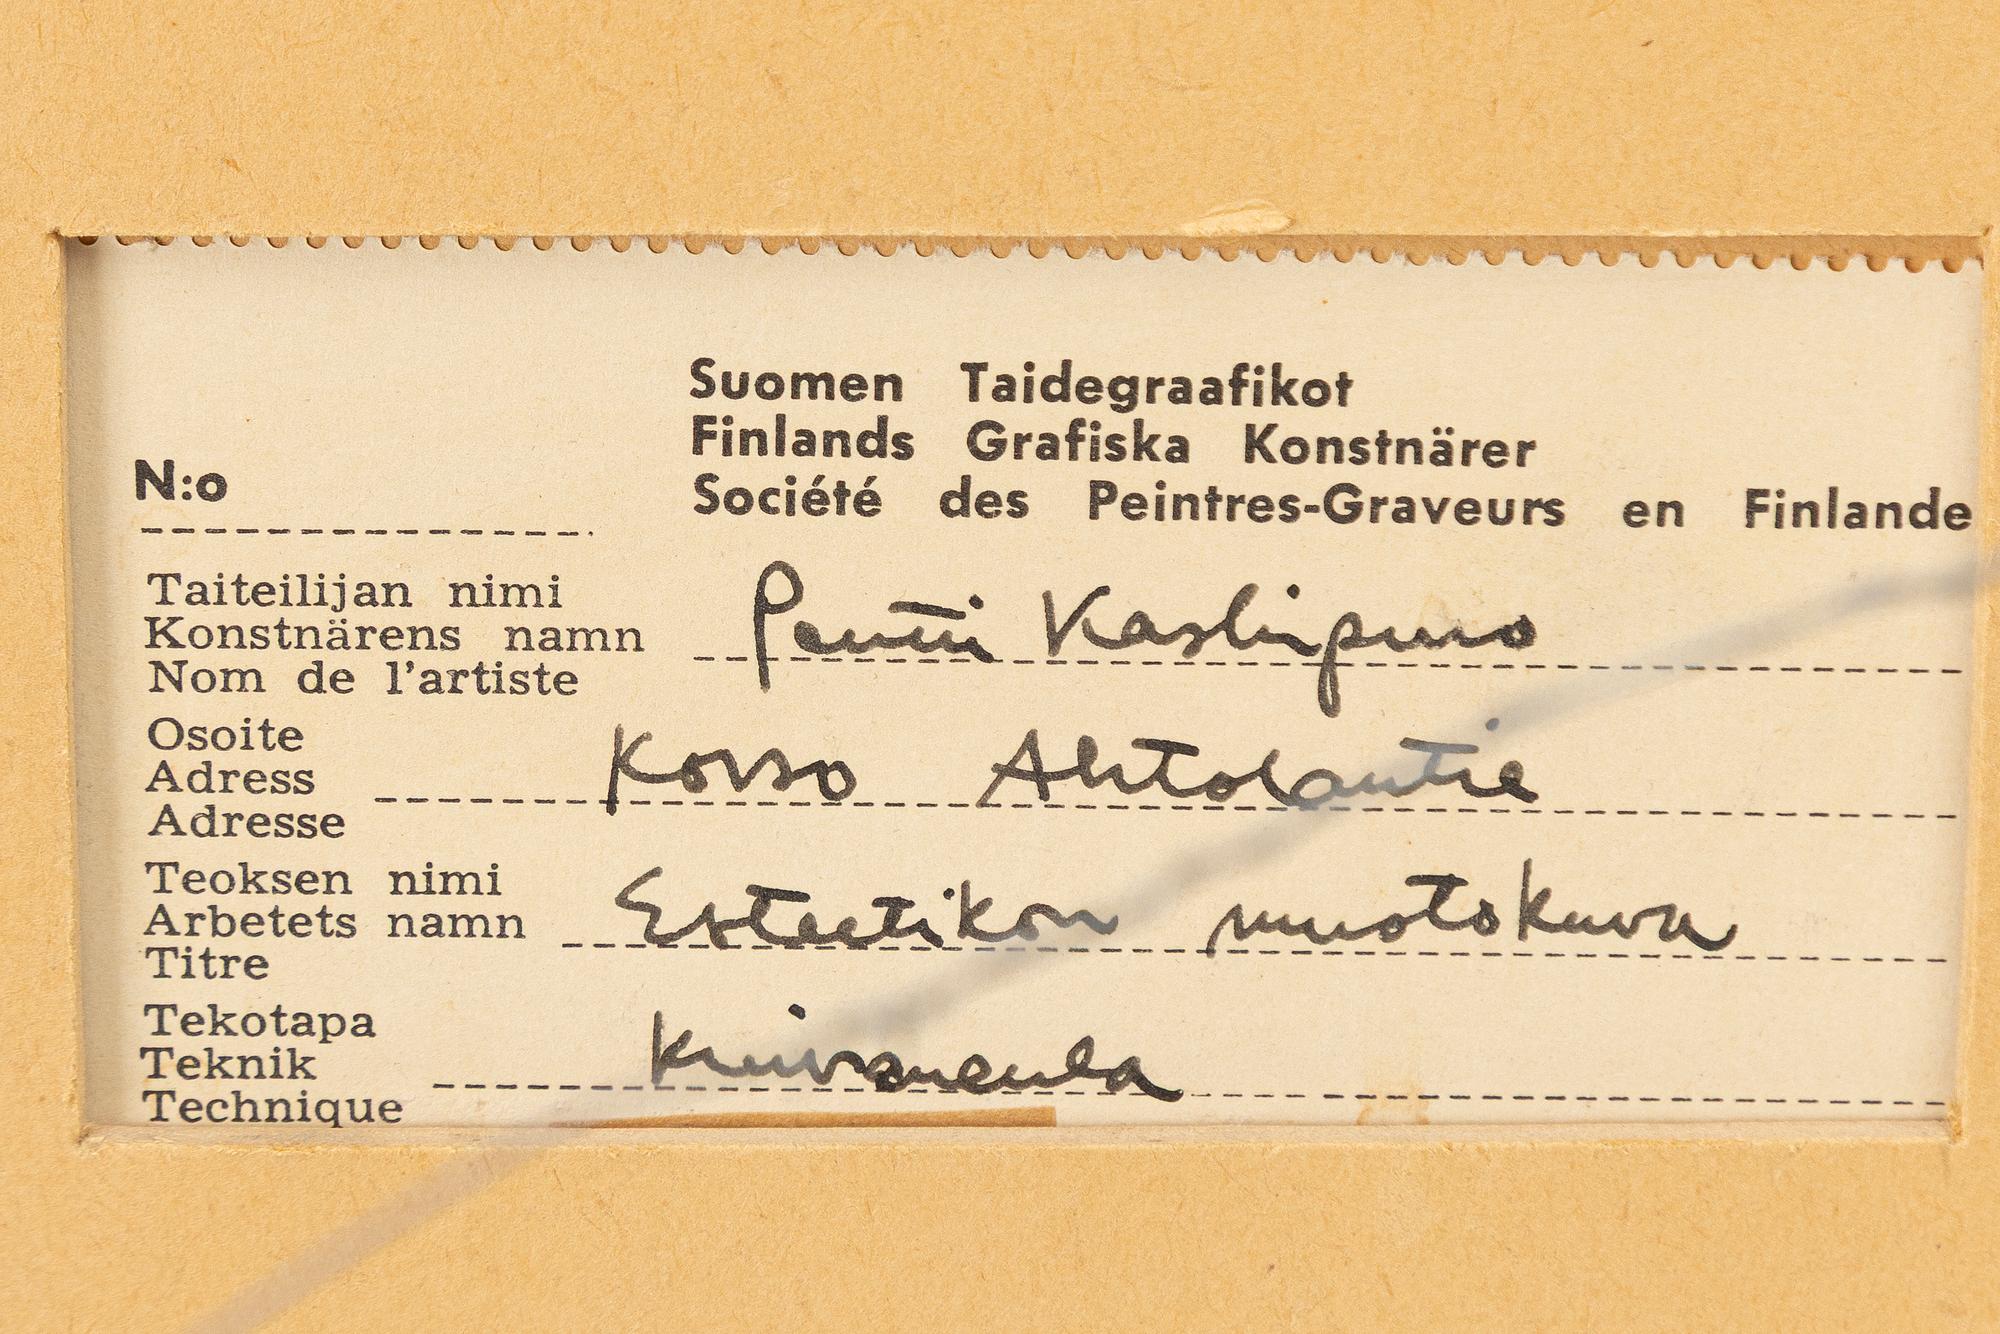 Suomen Taidegraafikot
Finlands Grafiska Konstnärer
Société des Peintres-Graveurs en Finlande
N:o
Taiteilijan nimi
Konstnärens namn Pentti Kaskipuro
Nom de l'artiste
Osoite
Adress Korso Ahtolantie
Adresse
Teoksen nimi
Arbetets namn Esteetikon muotokuva
Titre
Tekotapa
Teknik Kuivaneula
Technique